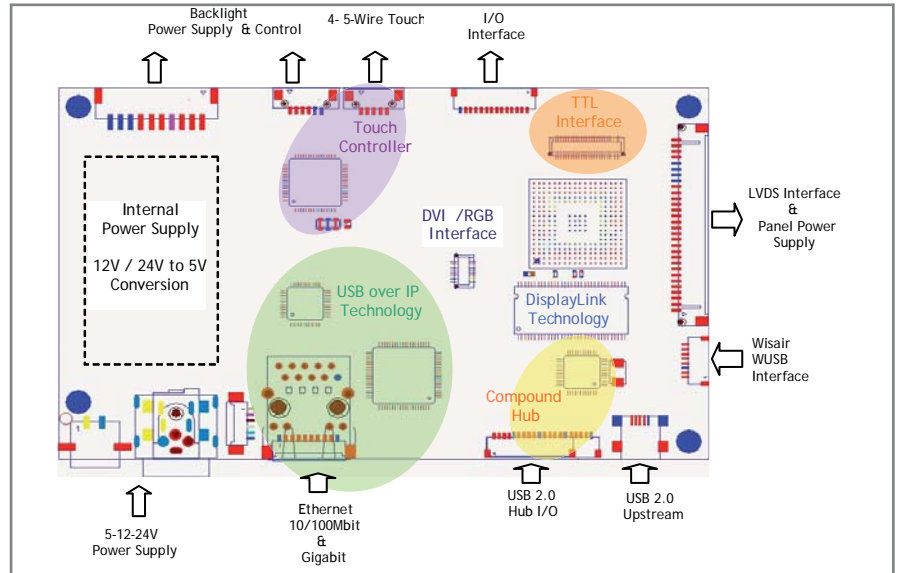 Backlight
Power Supply & Control
4- 5-Wire Touch
I/O
Interface
TTL
Interface
Touch
Controller
LVDS Interface
&
Panel Power
Supply
Internal
Power Supply
12V / 24V to 5V
Conversion
DVI /RGB
Interface
USB over IP
Technology
DisplayLink
Technology
Wisair
WUSB
Interface
Compound
Hub
5-12-24V
Power Supply
Ethernet
10/100Mbit
&
Gigabit
USB 2.0
Hub I/O
USB 2.0
Upstream